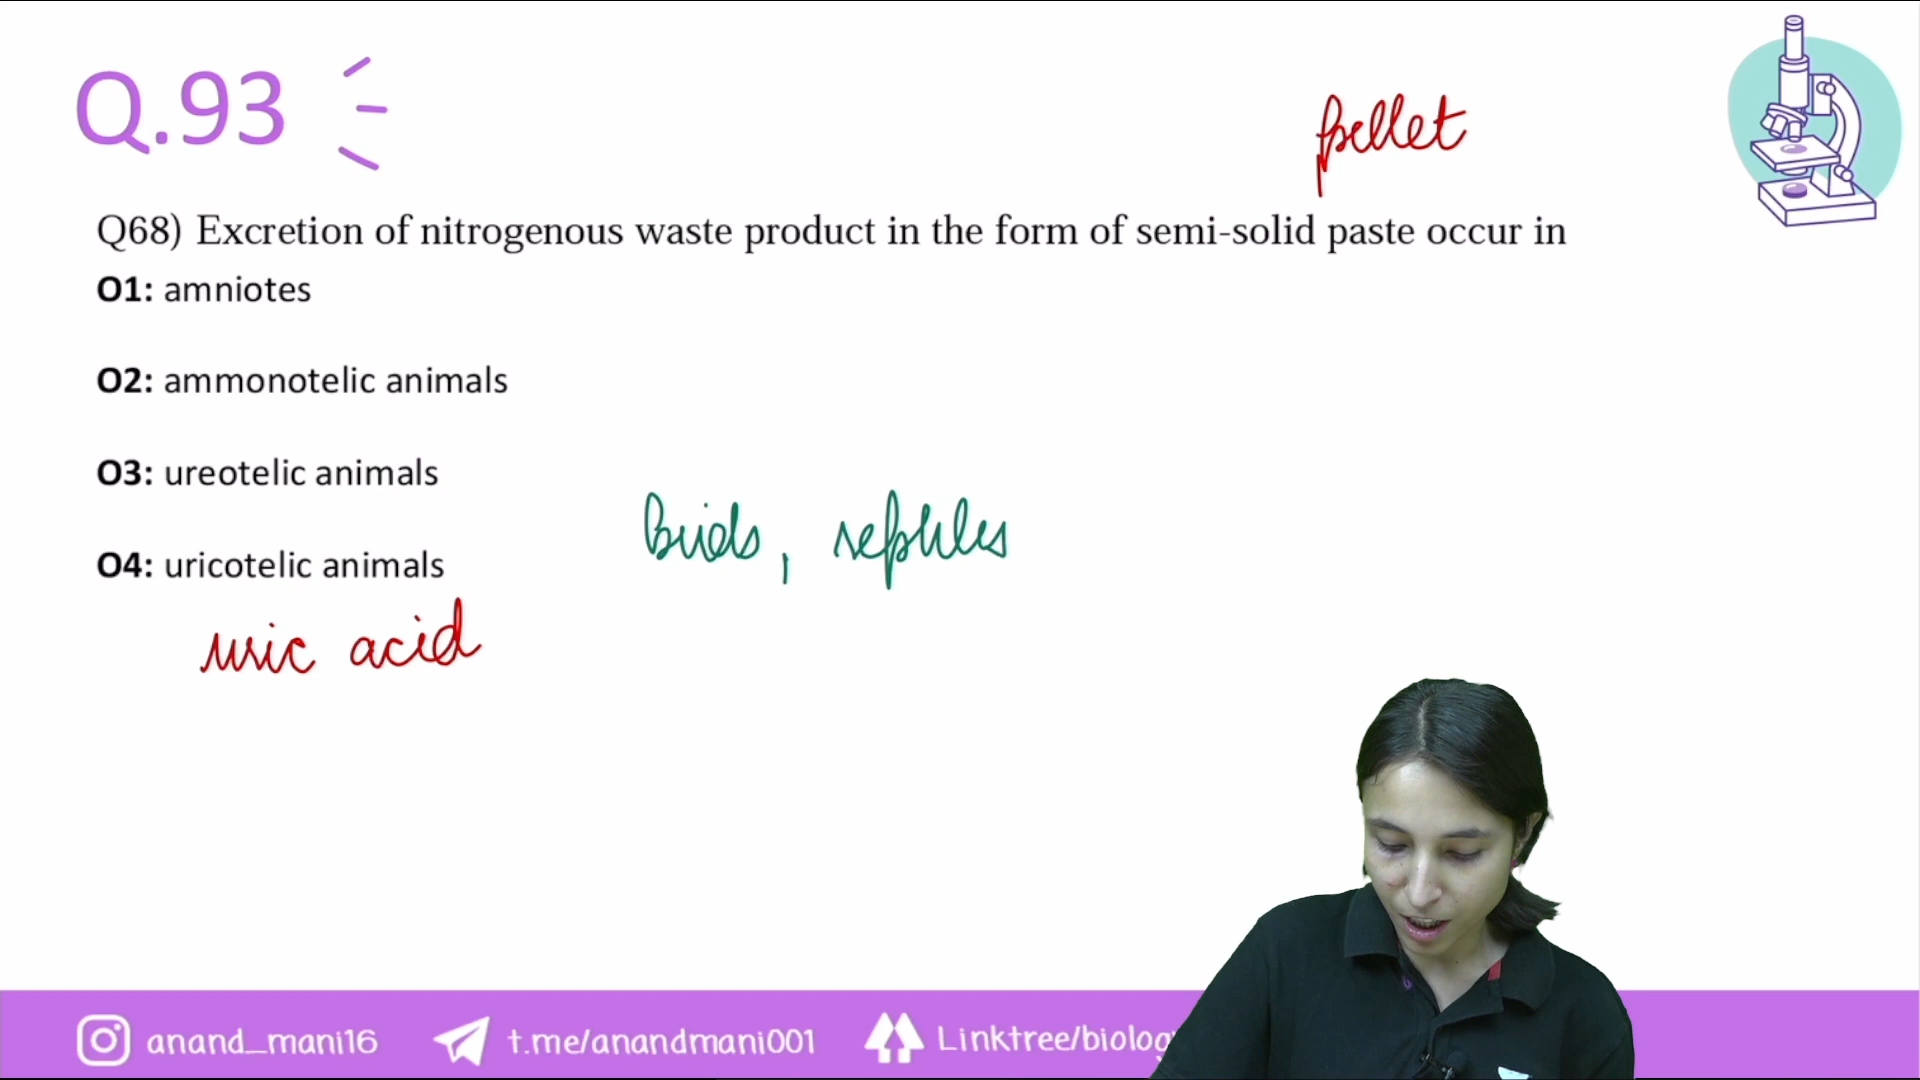 Q.93
pellet
Q68) Excretion of nitrogenous waste product in the form of semi-solid paste occur in
O1: amniotes
O2: ammonotelic animals
O3: ureotelic animals
Birds, reptiles
O4: uricotelic animals
uric acid
anand_mani16 t.me/anandmani001 Linktree/biology